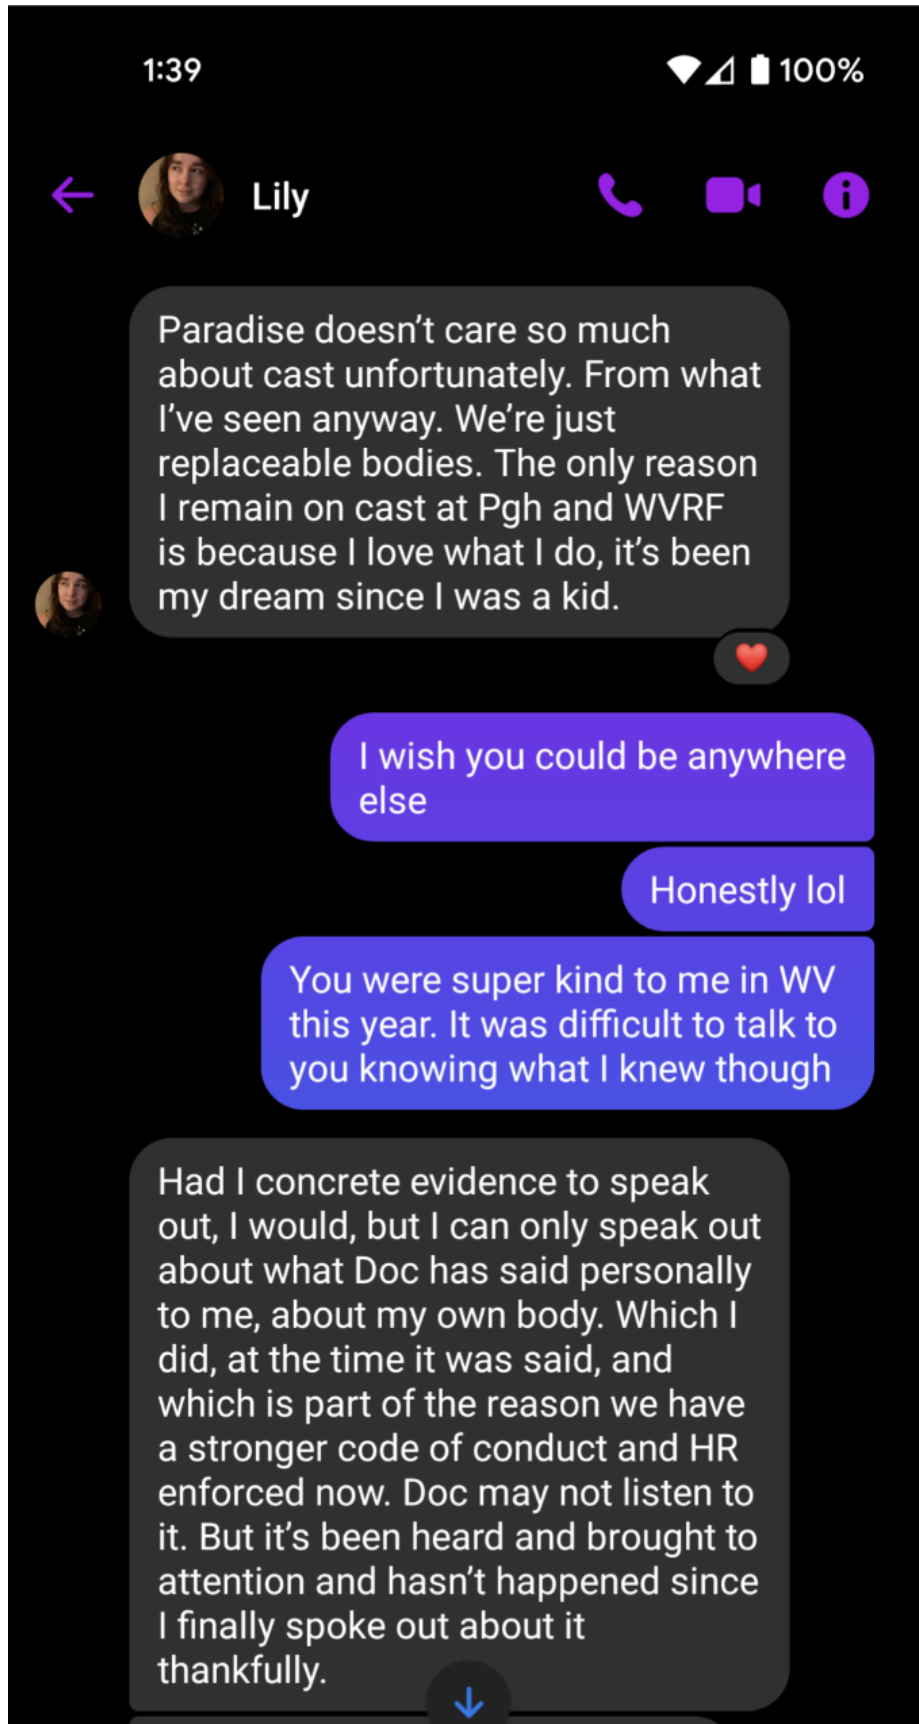 1:39
100%
Lily
Paradise doesn’t care so much
about cast unfortunately. From what
I’ve seen anyway. We’re just
replaceable bodies. The only reason
I remain on cast at Pgh and WVRF
is because I love what I do, it’s been
my dream since I was a kid.
I wish you could be anywhere
else
Honestly lol
You were super kind to me in WV
this year. It was difficult to talk to
you knowing what I knew though
Had I concrete evidence to speak
out, I would, but I can only speak out
about what Doc has said personally
to me, about my own body. Which I
did, at the time it was said, and
which is part of the reason we have
a stronger code of conduct and HR
enforced now. Doc may not listen to
it. But it’s been heard and brought to
attention and hasn’t happened since
I finally spoke out about it
thankfully.